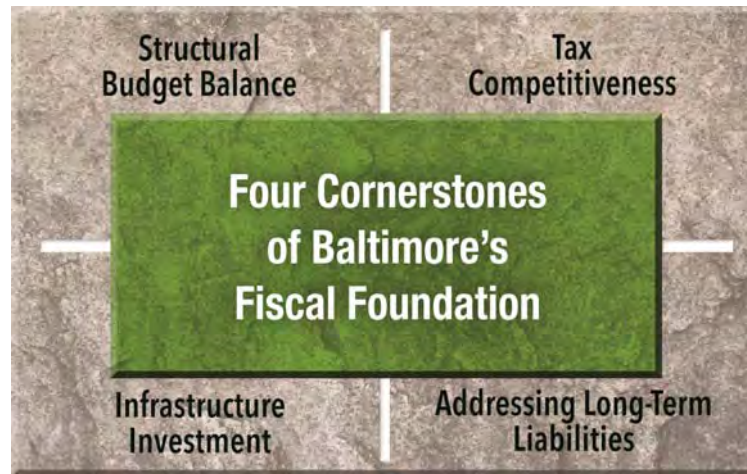 Structural
Budget Balance
Tax
Competitiveness
Four Cornerstones
of Baltimore's
Fiscal Foundation
Infrastructure
Investment
Addressing Long-Term
Liabilities